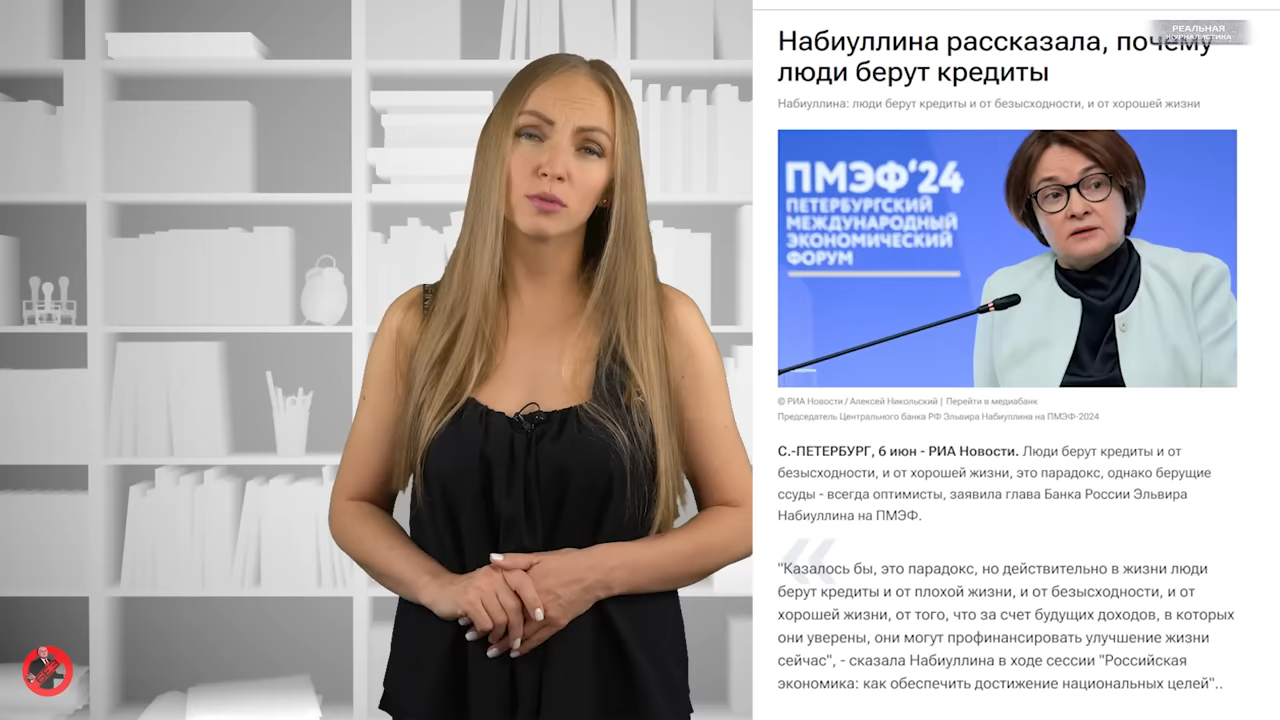 РЕАЛЬНАЯ
ЖУРНАЛИСТИКА
Набиуллина рассказала, почему
люди берут кредиты
Набиуллина: люди берут кредиты и от безысходности, и от хорошей жизни
ПМЭФ‘24
ПЕТЕРБУРГСКИЙ
МЕЖДУНАРОДНЫЙ
ЭКОНОМИЧЕСКИЙ
ФОРУМ
© РИА Новости / Алексей Никольский | Перейти в медиабанк
Председатель Центрального банка РФ Эльвира Набиуллина на ПМЭФ-2024
С.-ПЕТЕРБУРГ, 6 июн - РИА Новости. Люди берут кредиты и от
безысходности, и от хорошей жизни, это парадокс, однако берущие
ссуды - всегда оптимисты, заявила глава Банка России Эльвира
Набиуллина на ПМЭФ.
"Казалось бы, это парадокс, но действительно в жизни люди
берут кредиты и от плохой жизни, и от безысходности, и от
хорошей жизни, от того, что за счет будущих доходов, в которых
они уверены, они могут профинансировать улучшение жизни
сейчас", - сказала Набиуллина в ходе сессии "Российская
экономика: как обеспечить достижение национальных целей"..